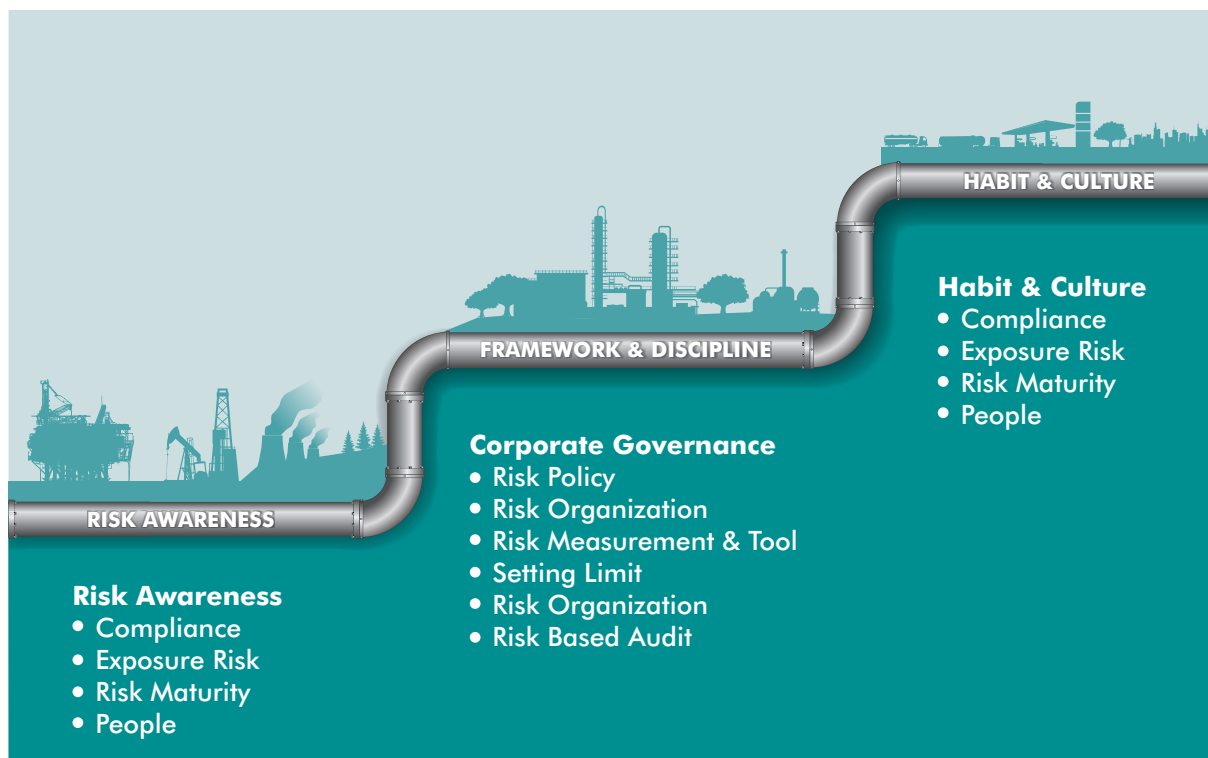 HABIT & CULTURE
FRAMEWORK & DISCIPLINE
RISK AWARENESS
Risk Awareness
• Compliance
• Exposure Risk
• Risk Maturity
• People
Corporate Governance
• Risk Policy
• Risk Organization
• Risk Measurement & Tool
• Setting Limit
• Risk Organization
• Risk Based Audit
Habit & Culture
• Compliance
• Exposure Risk
• Risk Maturity
• People